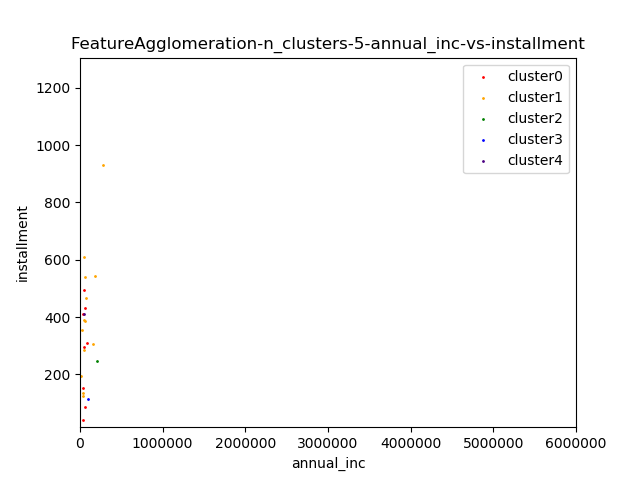 FeatureAgglomeration-n_clusters-5-annual_inc-vs-installment
cluster0
cluster1
cluster2
cluster3
cluster4
installment
1200
1000
800
600
400
200
0 1000000 2000000 3000000 4000000 5000000 6000000
annual_inc